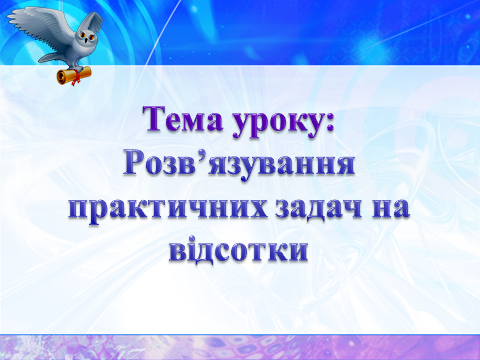 Тема уроку:
Розв’язування
практичних задач на
відсотки